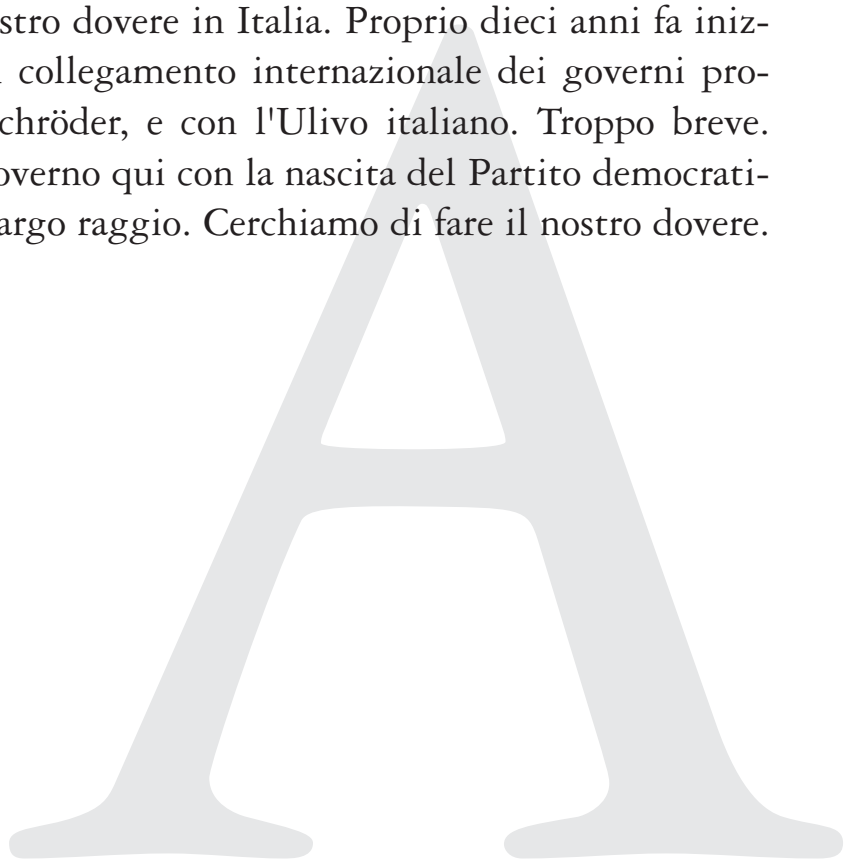 stro dovere in Italia. Proprio dieci anni fa iniz-
collegamento internazionale dei governi pro-
chröder, e con l'Ulivo italiano. Troppo breve.
overno qui con la nascita del Partito democrati-
argo raggio. Cerchiamo di fare il nostro dovere.
A